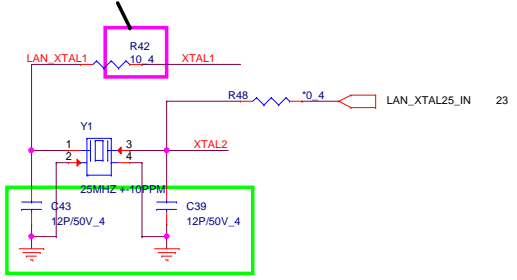 R42
LAN_XTAL1 10_4 XTAL1
R48 *0_4 LAN_XTAL25_IN 23
Y1
1 3 XTAL2
2 4
25MHZ +-10PPM
C43 C39
12P/50V_4 12P/50V_4